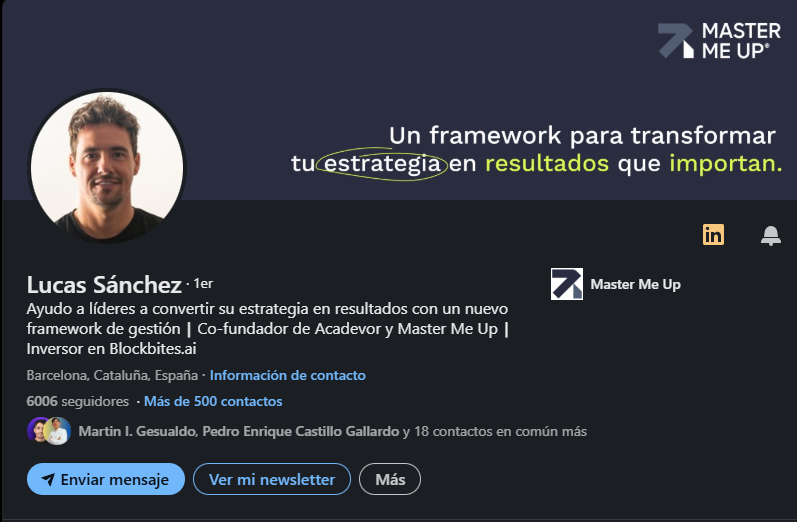 MASTER
ME UP®
Un framework para transformar
tu estrategia en resultados que importan.
in
Lucas Sánchez · 1er
Ayudo a líderes a convertir su estrategia en resultados con un nuevo
framework de gestión | Co-fundador de Acadevor y Master Me Up |
Inversor en Blockbites.ai
Master Me Up
Barcelona, Cataluña, España · Información de contacto
6006 seguidores · Más de 500 contactos
Martin I. Gesualdo, Pedro Enrique Castillo Gallardo y 18 contactos en común más
Enviar mensaje
Ver mi newsletter
Más